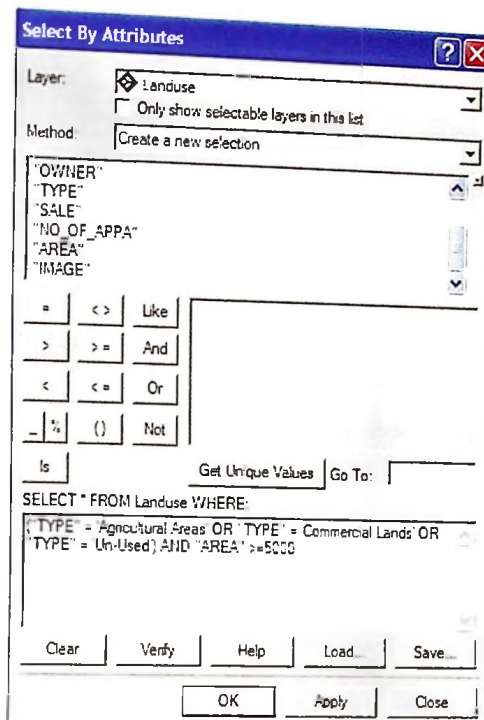 Select By Attributes
Layer: Landuse
Only show selectable layers in this list
Method: Create a new selection
"OWNER"
"TYPE"
"SALE"
"NO_OF_APPA"
"AREA"
"IMAGE"
= < > Like
> > = And
< < = Or
_ % () Not
Is Get Unique Values Go To:
SELECT * FROM Landuse WHERE:
("TYPE" = 'Agricultural Areas' OR "TYPE" = 'Commercial Lands' OR
"TYPE" = 'Un-Used') AND "AREA" >=5000
Clear Verify Help Load... Save...
OK Apply Close